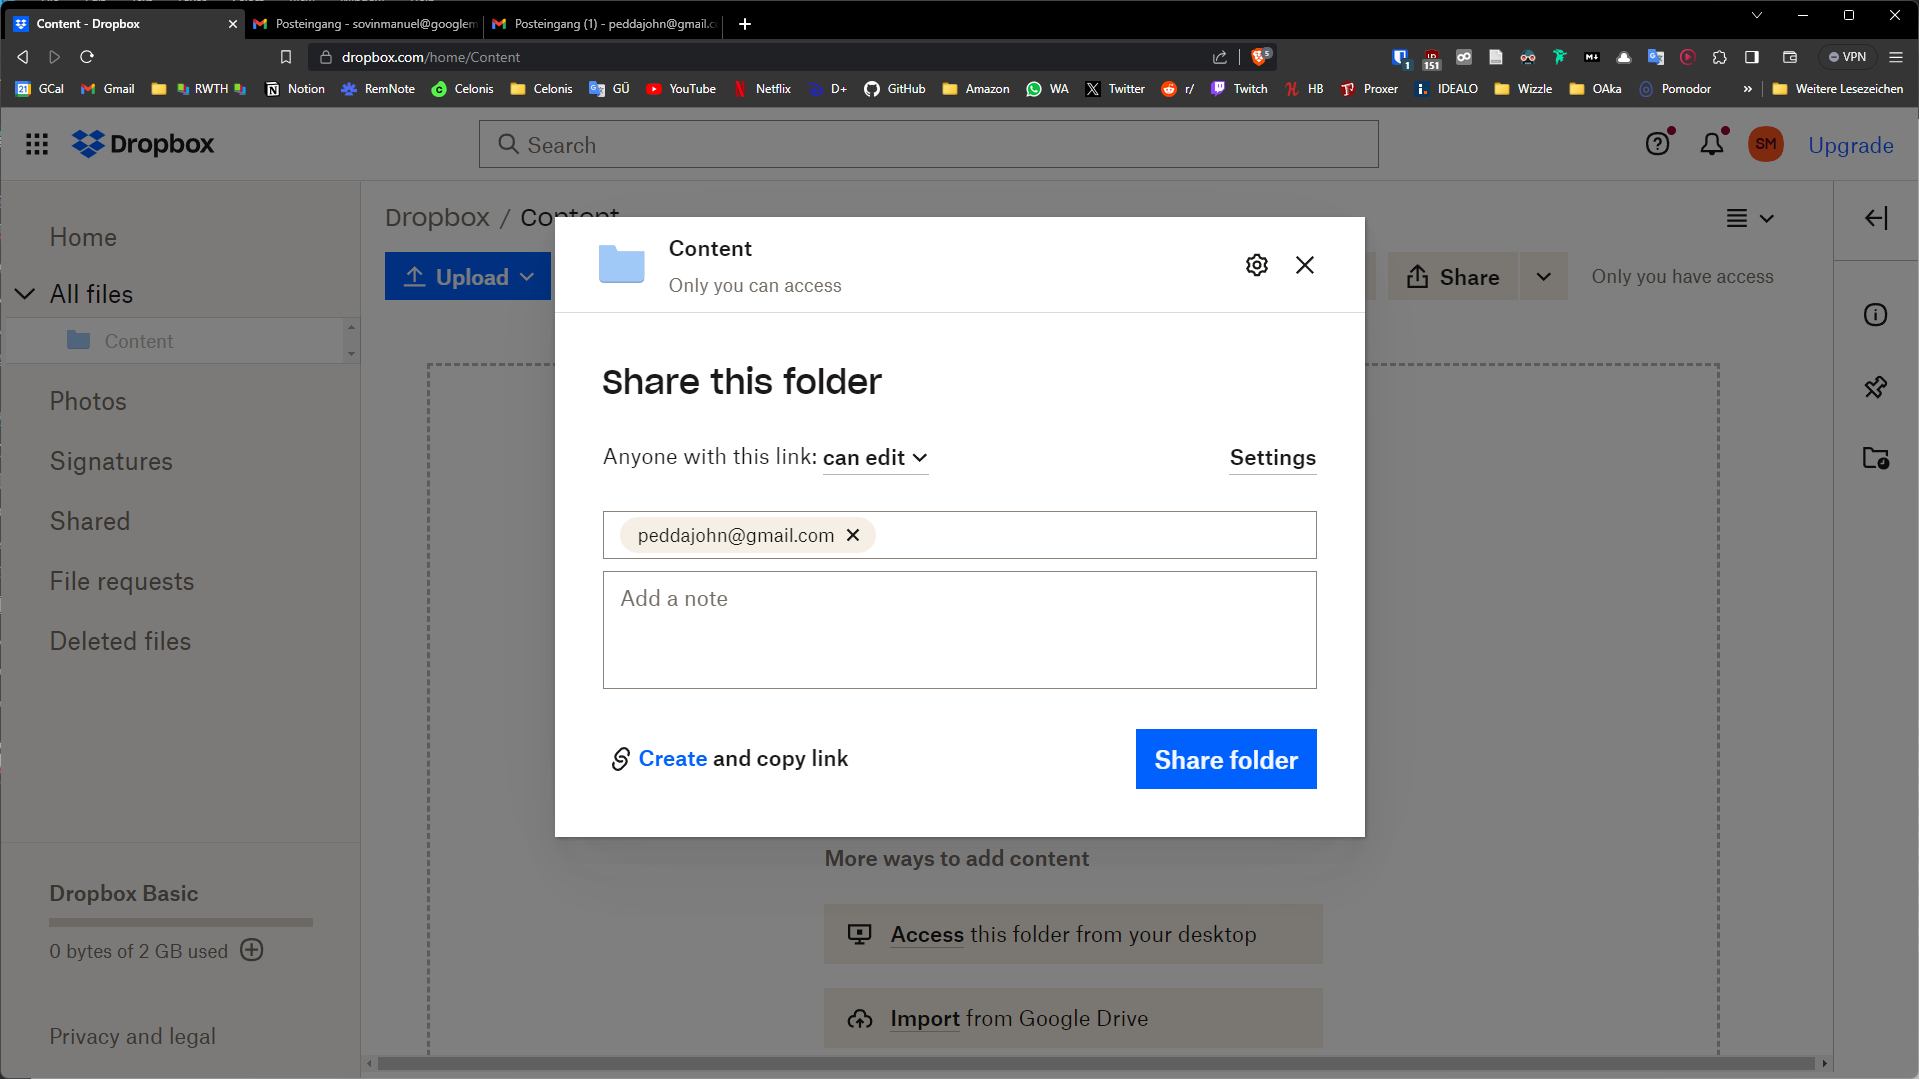 Content - Dropbox
Posteingang - sovinmanuel@googlem
Posteingang (1) - peddajohn@gmail.c
dropbox.com/home/Content
5
1
151
VPN
21 GCal
Gmail
RWTH
Notion
RemNote
Celonis
Celonis
GÜ
YouTube
Netflix
D+
GitHub
Amazon
WA
Twitter
r/
Twitch
HB
Proxer
IDEALO
Wizzle
OAka
Pomodor
»
Weitere Lesezeichen
Dropbox
Search
SM
Upgrade
Home
All files
Content
Photos
Signatures
Shared
File requests
Deleted files
Dropbox Basic
0 bytes of 2 GB used
Privacy and legal
Dropbox / Content
Upload
Share
Only you have access
Content
Only you can access
Share this folder
Anyone with this link: can edit
Settings
peddajohn@gmail.com
Add a note
Create and copy link
Share folder
More ways to add content
Access this folder from your desktop
Import from Google Drive